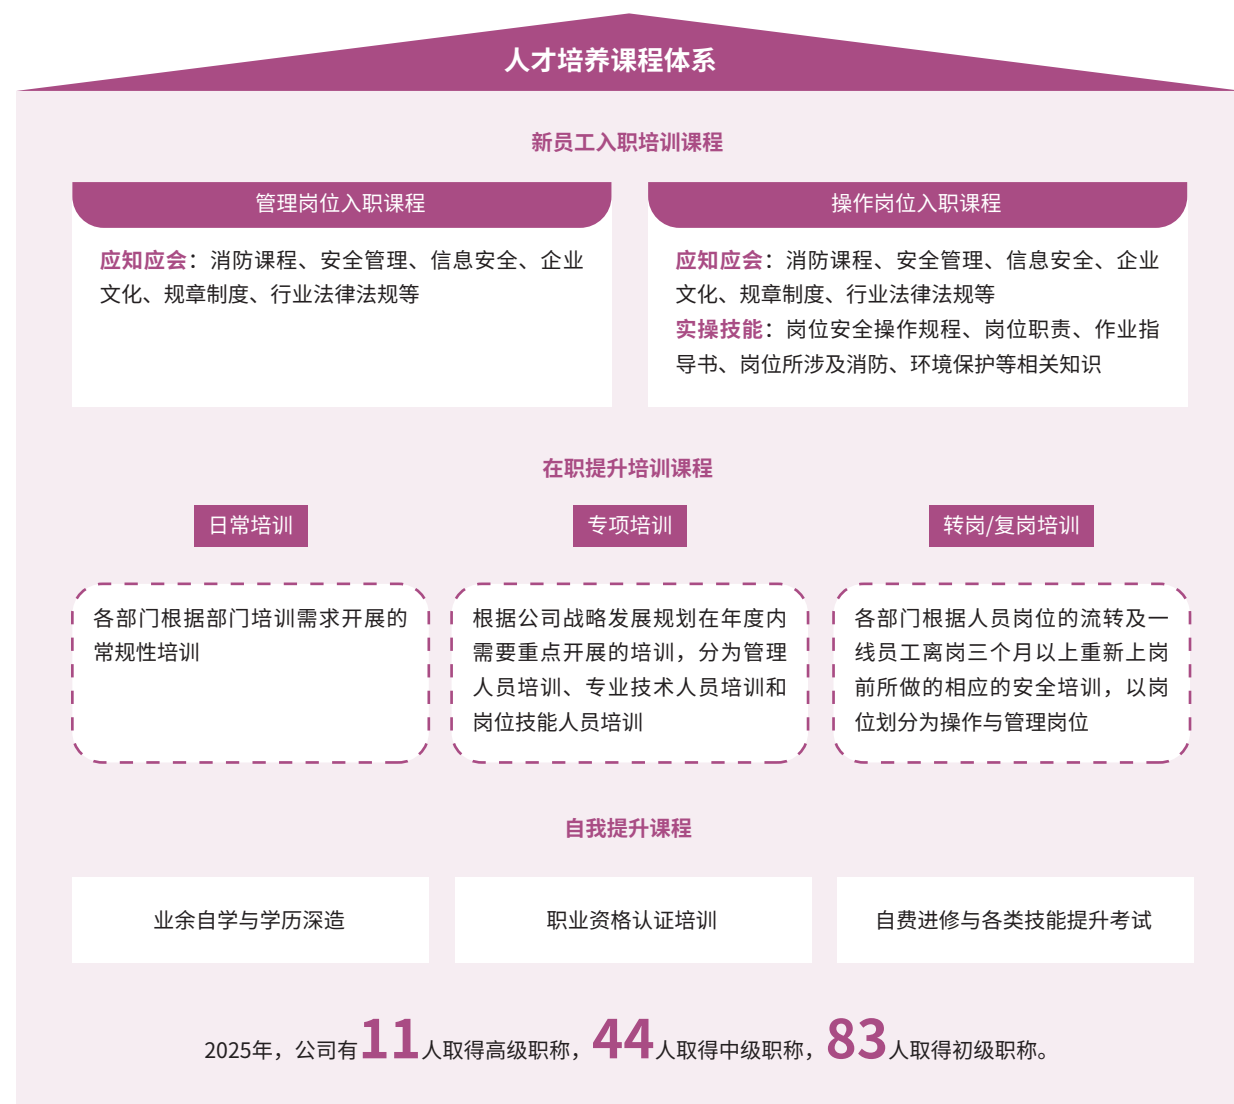 人才培养课程体系
新员工入职培训课程
管理岗位入职课程
应知应会：消防课程、安全管理、信息安全、企业
文化、规章制度、行业法律法规等
操作岗位入职课程
应知应会：消防课程、安全管理、信息安全、企业
文化、规章制度、行业法律法规等
实操技能：岗位安全操作规程、岗位职责、作业指
导书、岗位所涉及消防、环境保护等相关知识
在职提升培训课程
日常培训
各部门根据部门培训需求开展的
常规性培训
专项培训
根据公司战略发展规划在年度内
需要重点开展的培训，分为管理
人员培训、专业技术人员培训和
岗位技能人员培训
转岗/复岗培训
各部门根据人员岗位的流转及一
线员工离岗三个月以上重新上岗
前所做的相应的安全培训，以岗
位划分为操作与管理岗位
自我提升课程
业余自学与学历深造
职业资格认证培训
自费进修与各类技能提升考试
2025年，公司有11人取得高级职称，44人取得中级职称，83人取得初级职称。